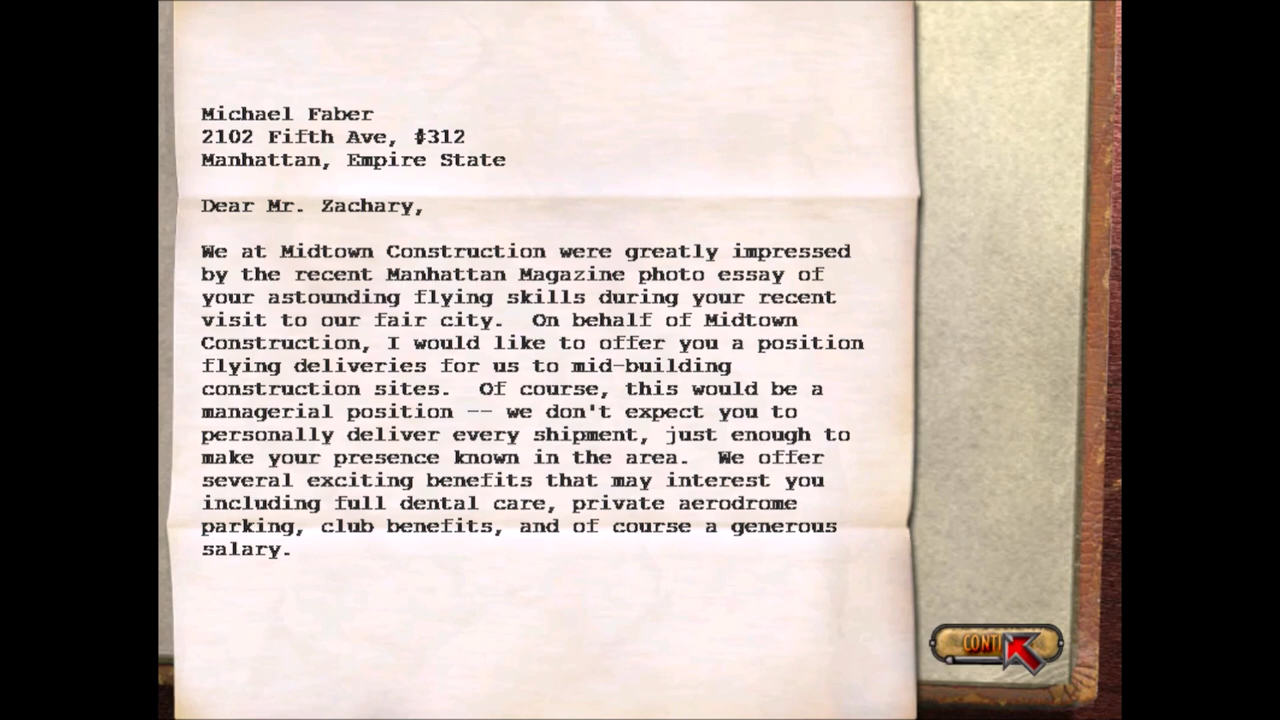 Michael Faber
2102 Fifth Ave, #312
Manhattan, Empire State
Dear Mr. Zachary,
We at Midtown Construction were greatly impressed
by the recent Manhattan Magazine photo essay of
your astounding flying skills during your recent
visit to our fair city.  On behalf of Midtown
Construction, I would like to offer you a position
flying deliveries for us to mid-building
construction sites.  Of course, this would be a
managerial position -- we don't expect you to
personally deliver every shipment, just enough to
make your presence known in the area.  We offer
several exciting benefits that may interest you
including full dental care, private aerodrome
parking, club benefits, and of course a generous
salary.